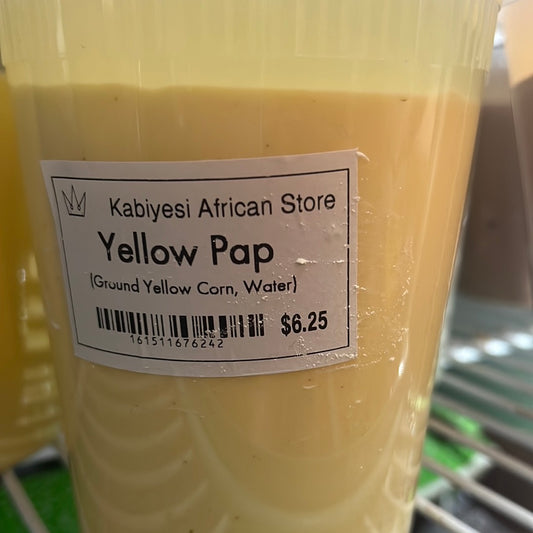 Kabiyesi African Store
Yellow Pap
(Ground Yellow Corn, Water)
$6.25
161511676242